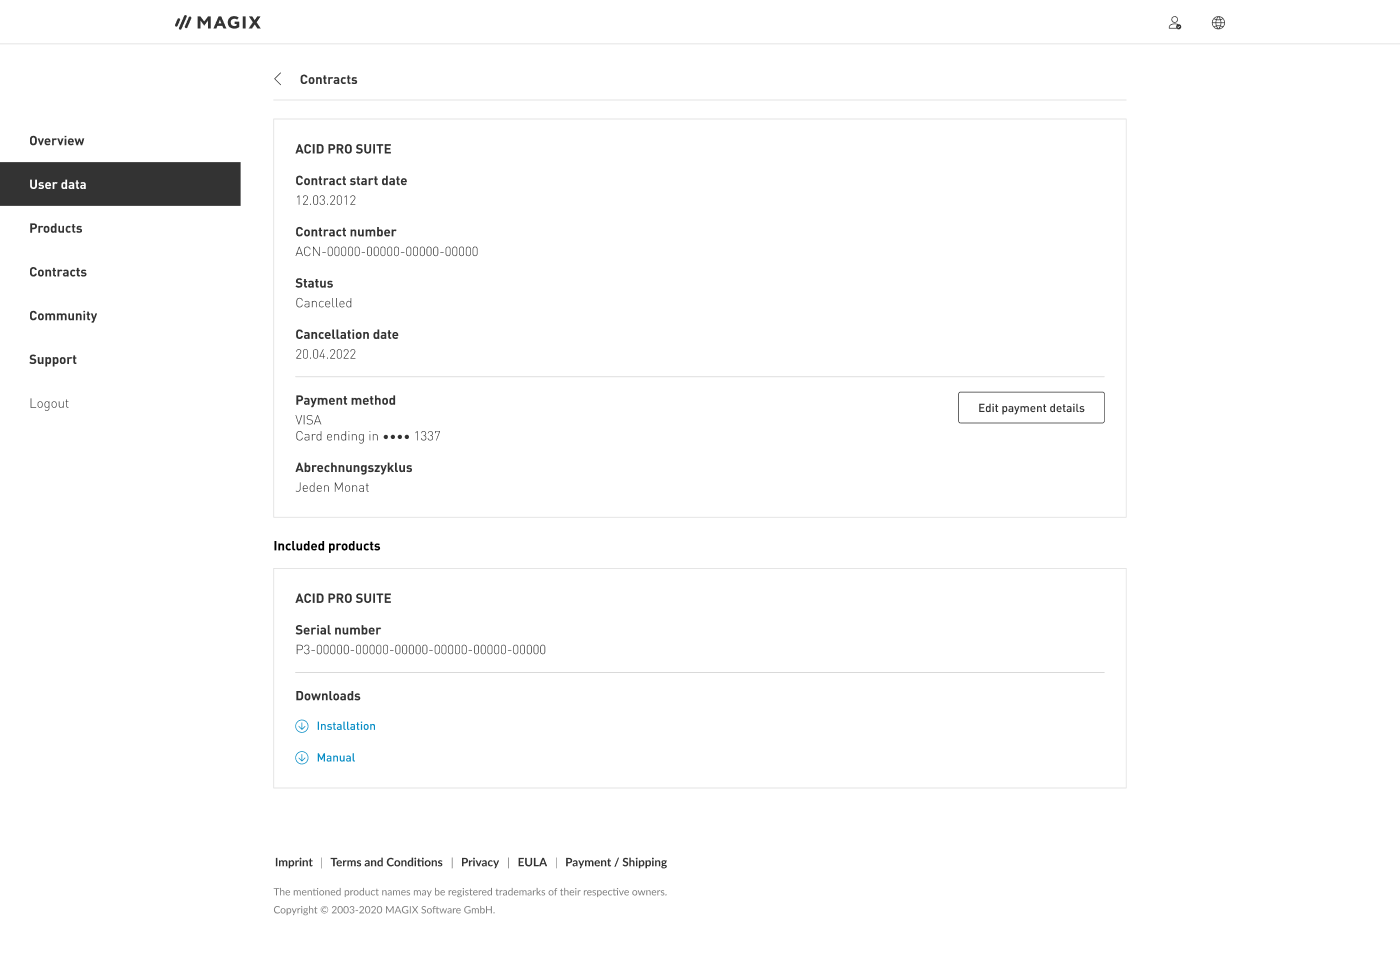 MAGIX
Contracts
Overview
User data
Products
Contracts
Community
Support
Logout
ACID PRO SUITE
Contract start date
12.03.2012
Contract number
ACN-00000-00000-00000-00000
Status
Cancelled
Cancellation date
20.04.2022
Payment method
VISA
Card ending in •••• 1337
Edit payment details
Abrechnungszyklus
Jeden Monat
Included products
ACID PRO SUITE
Serial number
P3-00000-00000-00000-00000-00000-00000
Downloads
Installation
Manual
Imprint | Terms and Conditions | Privacy | EULA | Payment / Shipping
The mentioned product names may be registered trademarks of their respective owners.
Copyright © 2003-2020 MAGIX Software GmbH.